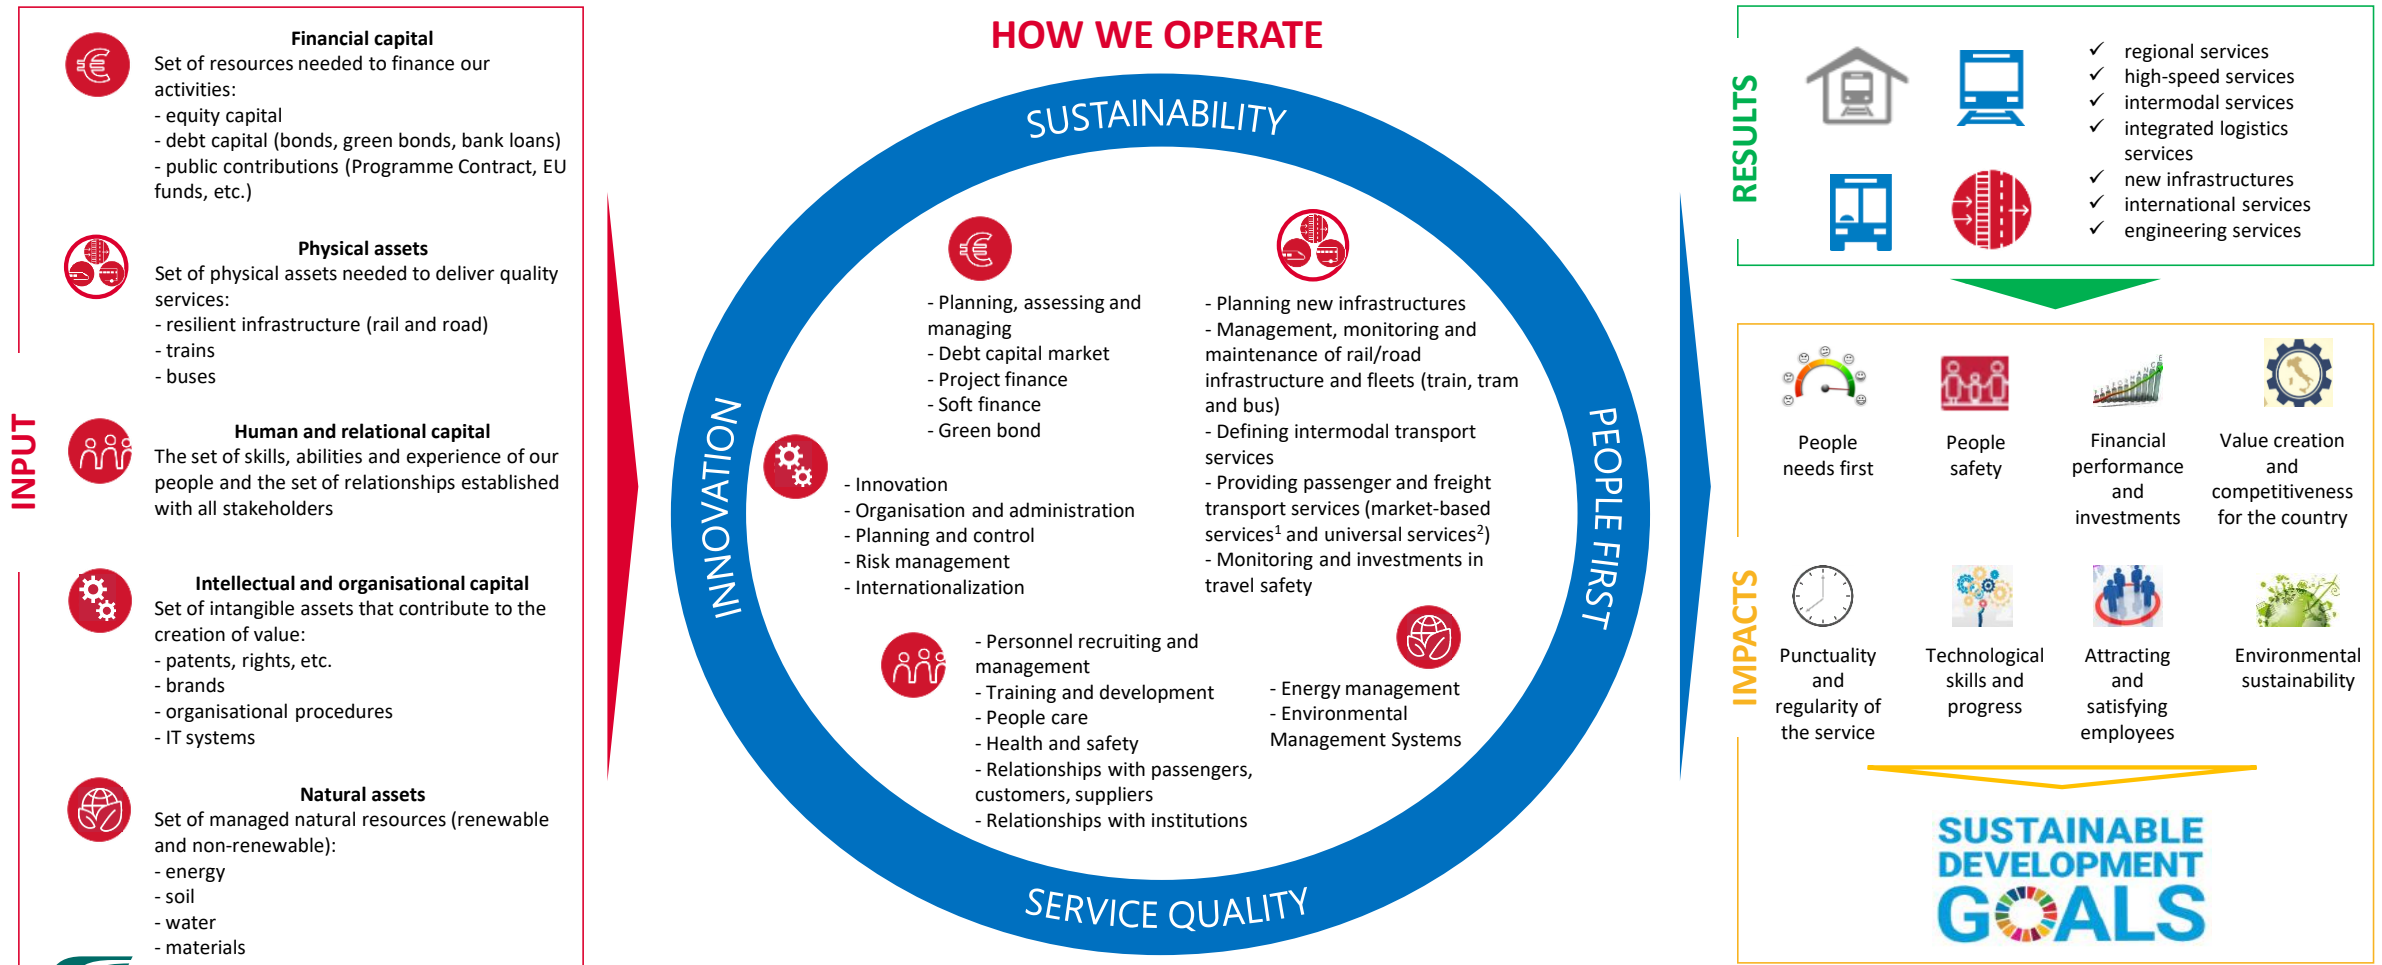 INPUT
Financial capital
Set of resources needed to finance our
activities:
- equity capital
- debt capital (bonds, green bonds, bank loans)
- public contributions (Programme Contract, EU
funds, etc.)
Physical assets
Set of physical assets needed to deliver quality
services:
- resilient infrastructure (rail and road)
- trains
- buses
Human and relational capital
The set of skills, abilities and experience of our
people and the set of relationships established
with all stakeholders
Intellectual and organisational capital
Set of intangible assets that contribute to the
creation of value:
- patents, rights, etc.
- brands
- organisational procedures
- IT systems
Natural assets
Set of managed natural resources (renewable
and non-renewable):
- energy
- soil
- water
- materials
HOW WE OPERATE
SUSTAINABILITY
INNOVATION
PEOPLE FIRST
SERVICE QUALITY
- Planning, assessing and
managing
- Debt capital market
- Project finance
- Soft finance
- Green bond
- Planning new infrastructures
- Management, monitoring and
maintenance of rail/road
infrastructure and fleets (train, tram
and bus)
- Defining intermodal transport
services
- Providing passenger and freight
transport services (market-based
services¹ and universal services²)
- Monitoring and investments in
travel safety
- Innovation
- Organisation and administration
- Planning and control
- Risk management
- Internationalization
- Personnel recruiting and
management
- Training and development
- People care
- Health and safety
- Relationships with passengers,
customers, suppliers
- Relationships with institutions
- Energy management
- Environmental
Management Systems
RESULTS
✓ regional services
✓ high-speed services
✓ intermodal services
✓ integrated logistics
services
✓ new infrastructures
✓ international services
✓ engineering services
IMPACTS
People
needs first
People
safety
Financial
performance
and
investments
Value creation
and
competitiveness
for the country
Punctuality
and
regularity of
the service
Technological
skills and
progress
Attracting
and
satisfying
employees
Environmental
sustainability
SUSTAINABLE
DEVELOPMENT
GOALS